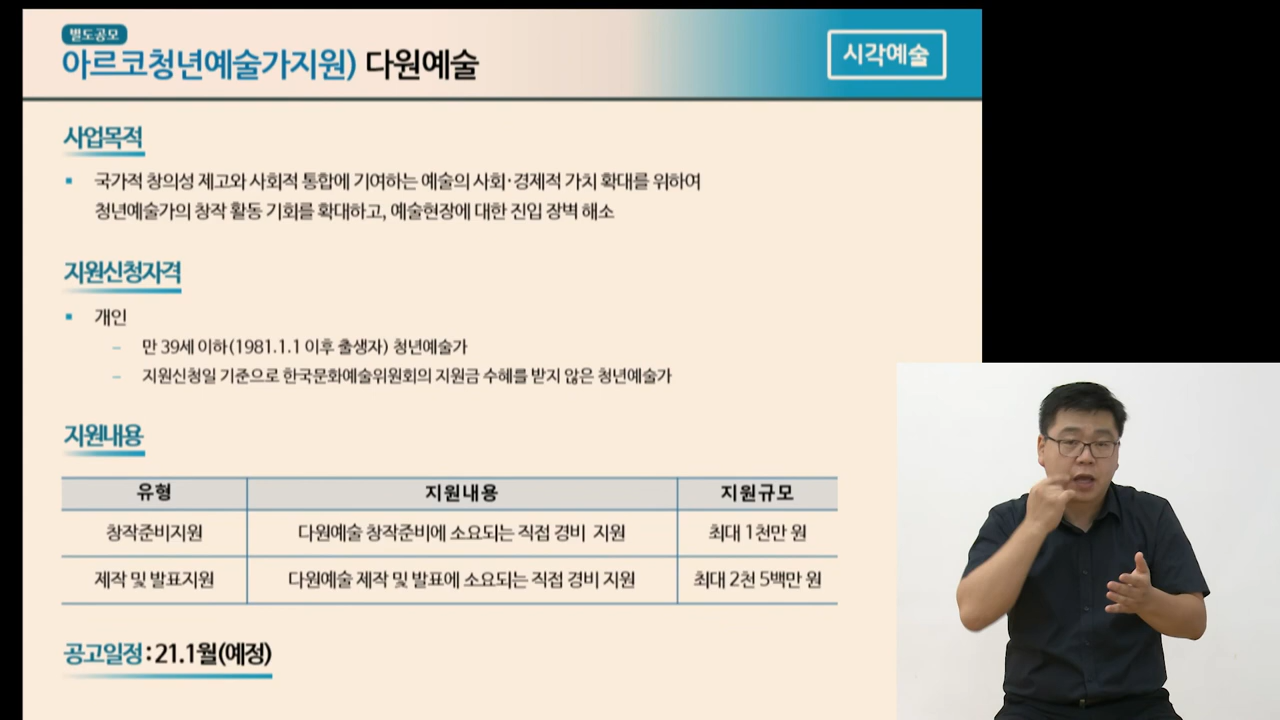 별도공모
아르코청년예술가지원) 다원예술
시각예술
사업목적
▪ 국가적 창의성 제고와 사회적 통합에 기여하는 예술의 사회·경제적 가치 확대를 위하여
청년예술가의 창작 활동 기회를 확대하고, 예술현장에 대한 진입 장벽 해소
지원신청자격
▪ 개인
– 만 39세 이하(1981.1.1 이후 출생자) 청년예술가
– 지원신청일 기준으로 한국문화예술위원회의 지원금 수혜를 받지 않은 청년예술가
지원내용
유형 지원내용 지원규모
창작준비지원 다원예술 창작준비에 소요되는 직접 경비 지원 최대 1천만 원
제작 및 발표지원 다원예술 제작 및 발표에 소요되는 직접 경비 지원 최대 2천 5백만 원
공고일정 : 21.1월(예정)